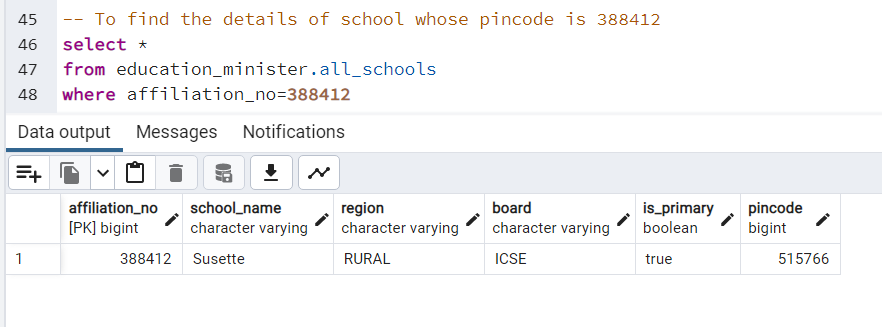 45 -- To find the details of school whose pincode is 388412
46 select *
47 from education_minister.all_schools
48 where affiliation_no=388412
Data output Messages Notifications
affiliation_no school_name region board is_primary pincode
[PK] bigint character varying character varying character varying boolean bigint
1 388412 Susette RURAL ICSE true 515766